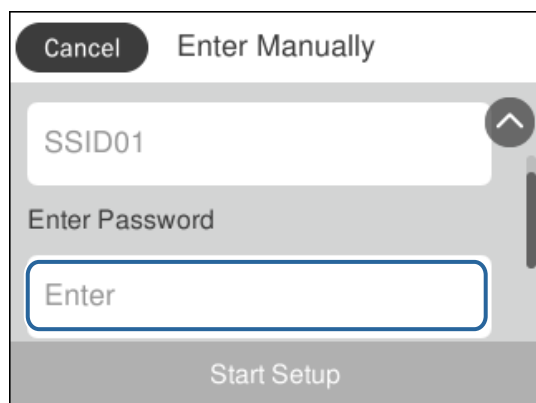 Cancel Enter Manually
SSID01
Enter Password
Enter
Start Setup